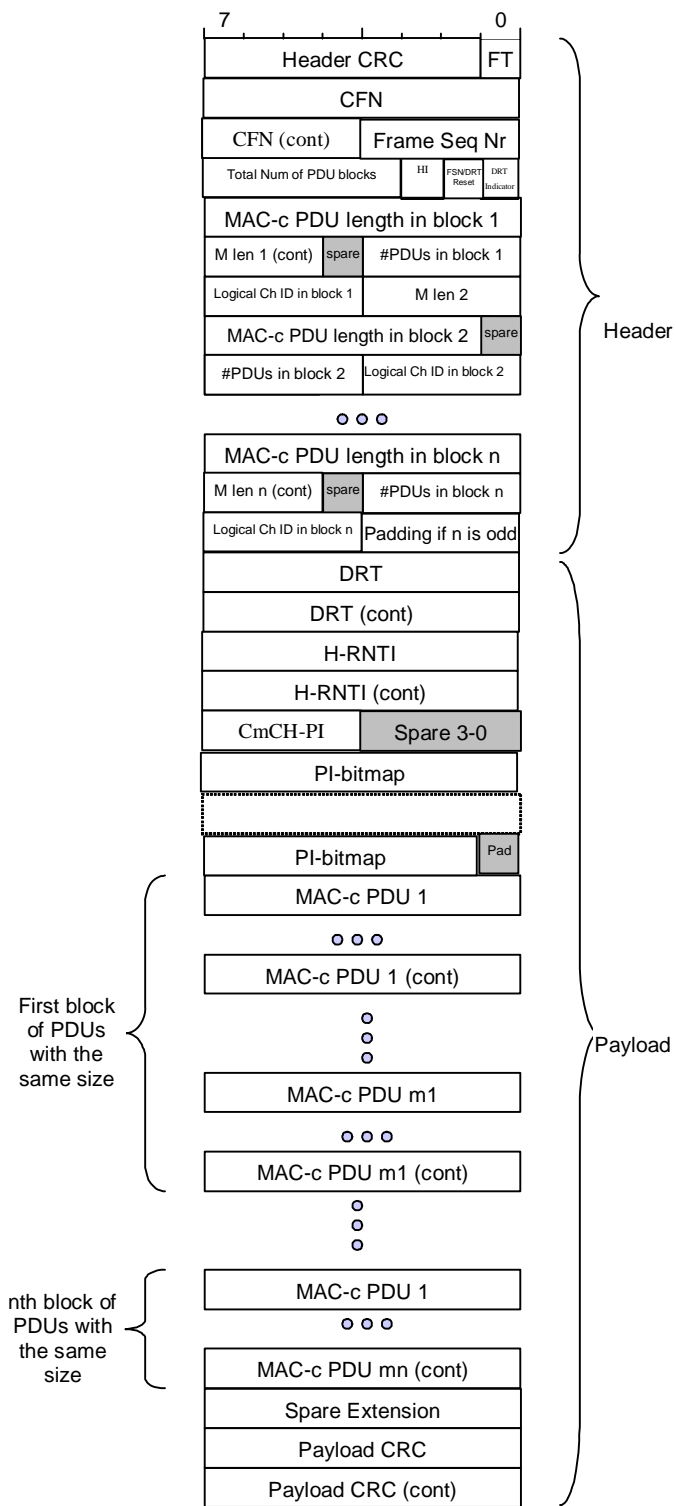 7 0
Header CRC FT
CFN
CFN (cont) Frame Seq Nr
Total Num of PDU blocks HI FSN/DRT Reset DRT Indicator
MAC-c PDU length in block 1
M len 1 (cont) spare #PDUs in block 1
Logical Ch ID in block 1 M len 2
MAC-c PDU length in block 2 spare
#PDUs in block 2 Logical Ch ID in block 2
MAC-c PDU length in block n
M len n (cont) spare #PDUs in block n
Logical Ch ID in block n Padding if n is odd
Header
DRT
DRT (cont)
H-RNTI
H-RNTI (cont)
CmCH-PI Spare 3-0
PI-bitmap
PI-bitmap Pad
MAC-c PDU 1
MAC-c PDU 1 (cont)
First block
of PDUs
with the
same size
MAC-c PDU m1
MAC-c PDU m1 (cont)
Payload
nth block of
PDUs with
the same
size
MAC-c PDU 1
MAC-c PDU mn (cont)
Spare Extension
Payload CRC
Payload CRC (cont)